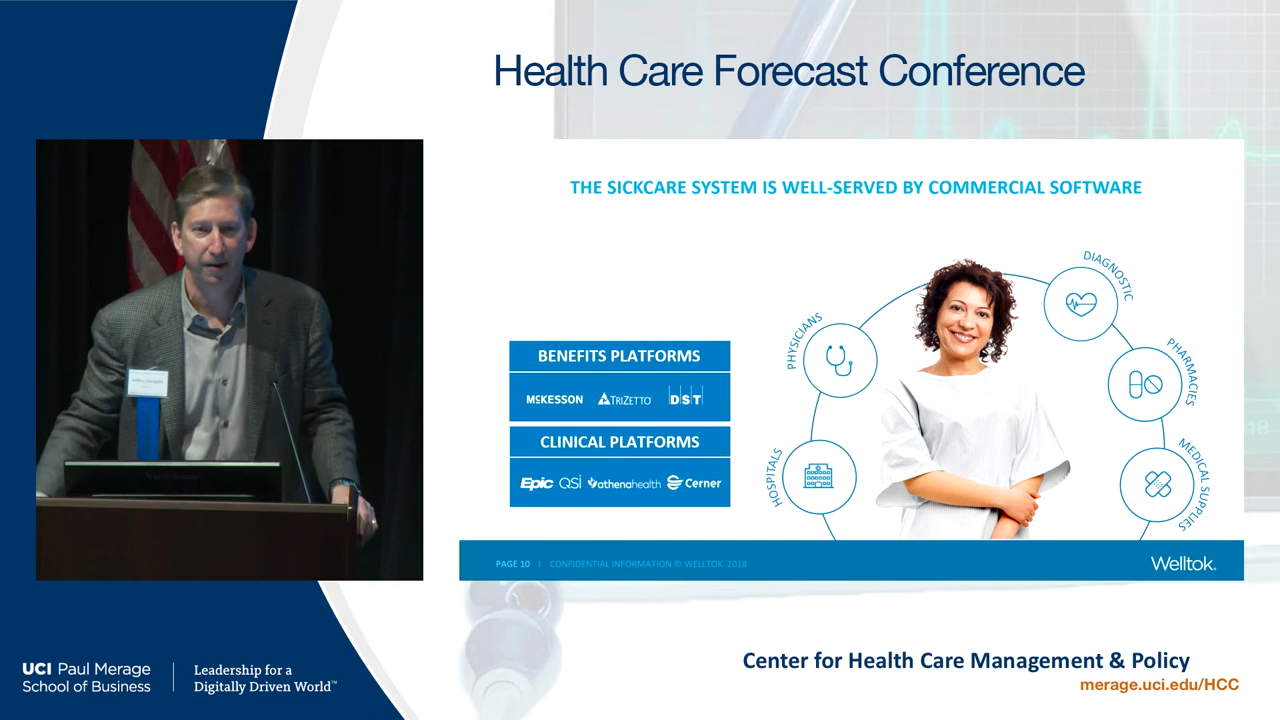 Health Care Forecast Conference
THE SICKCARE SYSTEM IS WELL-SERVED BY COMMERCIAL SOFTWARE
DIAGNOSTIC
PHYSICIANS
PHARMACIES
BENEFITS PLATFORMS
MCKESSON TRIZETTO DST
CLINICAL PLATFORMS
Epic QSi athenahealth Cerner
HOSPITALS
MEDICAL SUPPLIES
PAGE 10 | CONFIDENTIAL INFORMATION © WELLTOK 2018
Welltok.
UCI Paul Merage
School of Business
Leadership for a
Digitally Driven World™
Center for Health Care Management & Policy
merage.uci.edu/HCC